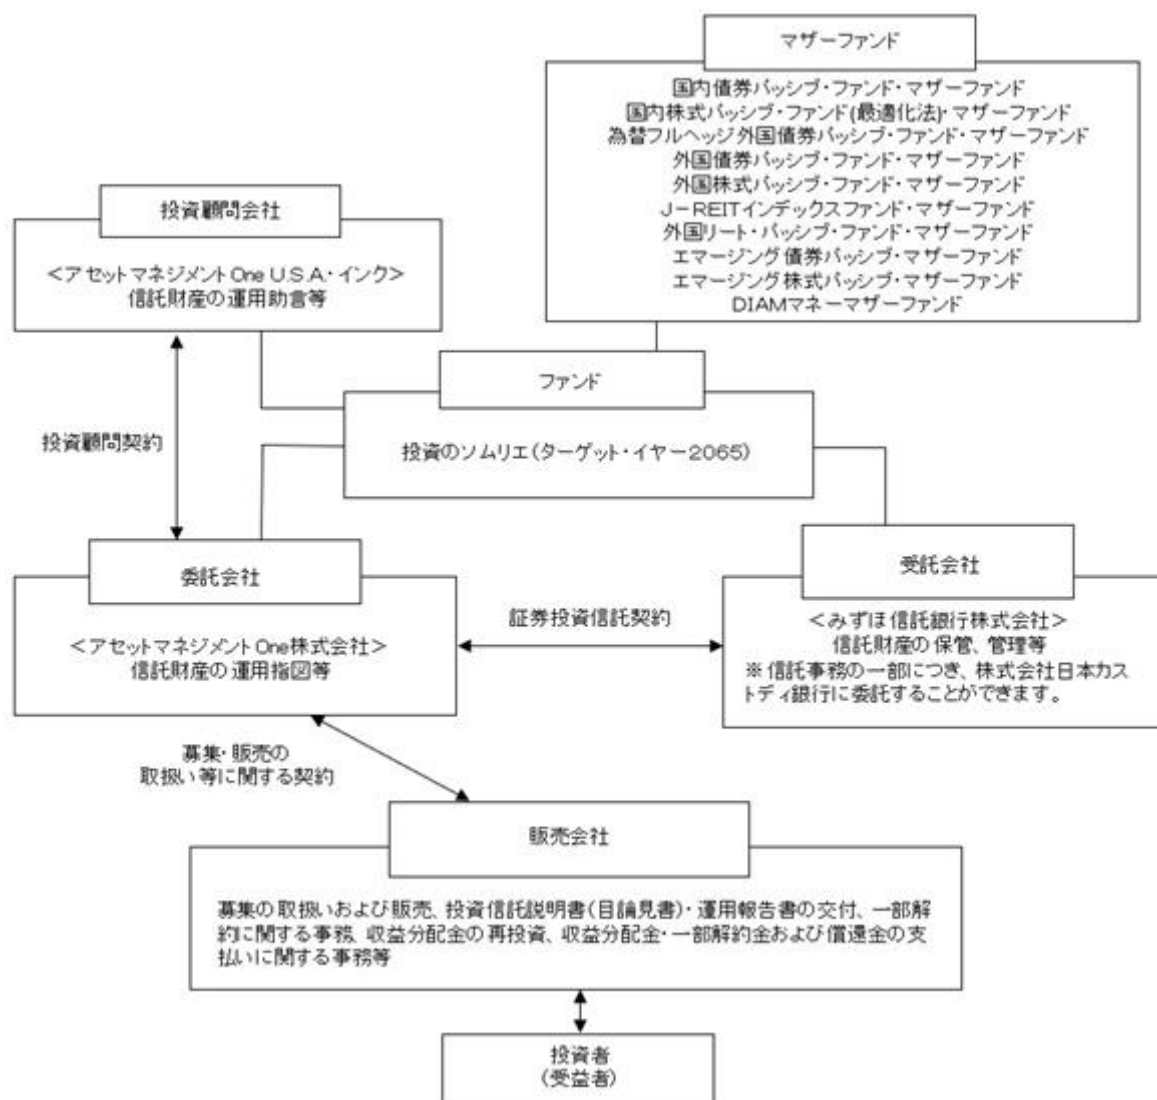 マザーファンド
国内債券パッシブ・ファンド・マザーファンド
国内株式パッシブ・ファンド(最適化法)・マザーファンド
為替フルヘッジ外国債券パッシブ・ファンド・マザーファンド
外国債券パッシブ・ファンド・マザーファンド
外国株式パッシブ・ファンド・マザーファンド
J－REITインデックスファンド・マザーファンド
外国リート・パッシブ・ファンド・マザーファンド
エマージング債券パッシブ・マザーファンド
エマージング株式パッシブ・マザーファンド
DIAMマネーマザーファンド
投資顧問会社
＜アセットマネジメントOne U.S.A.・インク＞
信託財産の運用助言等
ファンド
投資のソムリエ(ターゲット・イヤー2065)
投資顧問契約
委託会社
＜アセットマネジメントOne株式会社＞
信託財産の運用指図等
証券投資信託契約
受託会社
＜みずほ信託銀行株式会社＞
信託財産の保管、管理等
※信託事務の一部につき、株式会社日本カス
トディ銀行に委託することができます。
募集・販売の
取扱い等に関する契約
販売会社
募集の取扱いおよび販売、投資信託説明書(目論見書)・運用報告書の交付、一部解
約に関する事務、収益分配金の再投資、収益分配金・一部解約金および償還金の支
払いに関する事務等
投資者
(受益者)